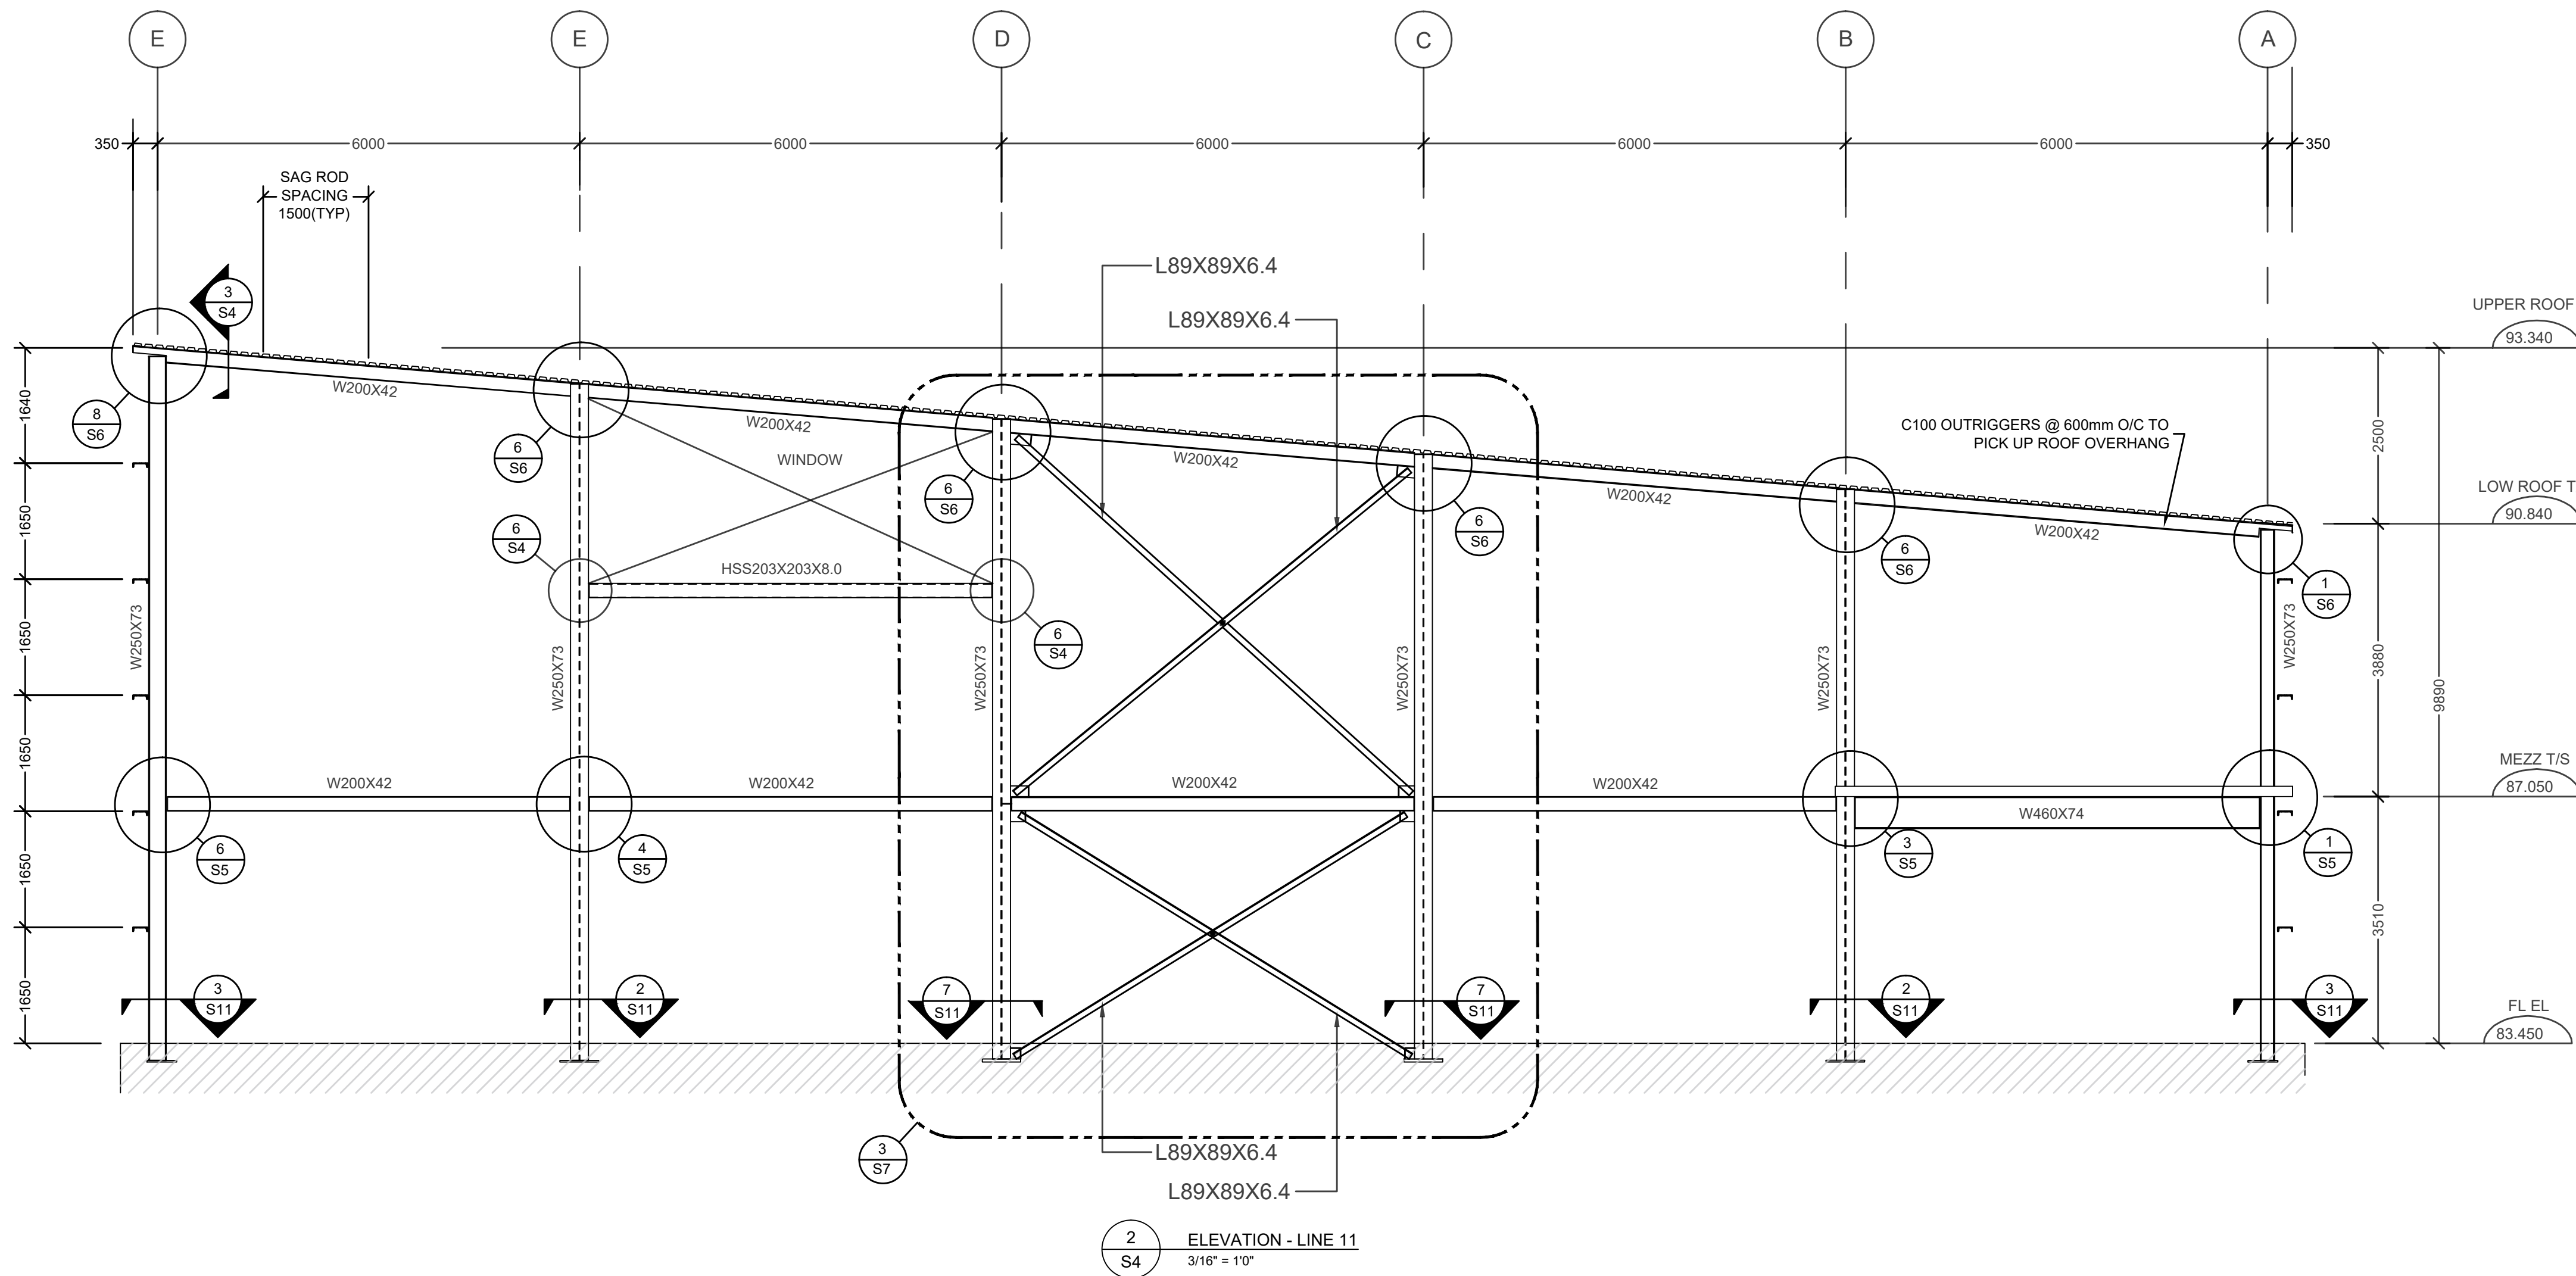 E
E
D
C
B
A
350
6000
6000
6000
6000
6000
350
SAG ROD
SPACING
1500(TYP)
L89X89X6.4
L89X89X6.4
3
S4
UPPER ROOF
93.340
8
S6
W200X42
6
S6
W200X42
WINDOW
6
S6
W200X42
6
S6
C100 OUTRIGGERS @ 600mm O/C TO
PICK UP ROOF OVERHANG
W200X42
6
S6
W200X42
LOW ROOF T
90.840
6
S4
HSS203X203X8.0
6
S4
1
S6
1640
1650
1650
1650
1650
1650
2500
3880
3510
9890
W250X73
W250X73
W250X73
W250X73
W250X73
W250X73
MEZZ T/S
87.050
W200X42
W200X42
W200X42
W200X42
W460X74
6
S5
4
S5
3
S5
1
S5
3
S11
2
S11
7
S11
7
S11
2
S11
3
S11
FL EL
83.450
3
S7
L89X89X6.4
L89X89X6.4
2
S4
ELEVATION - LINE 11
3/16" = 1'0"